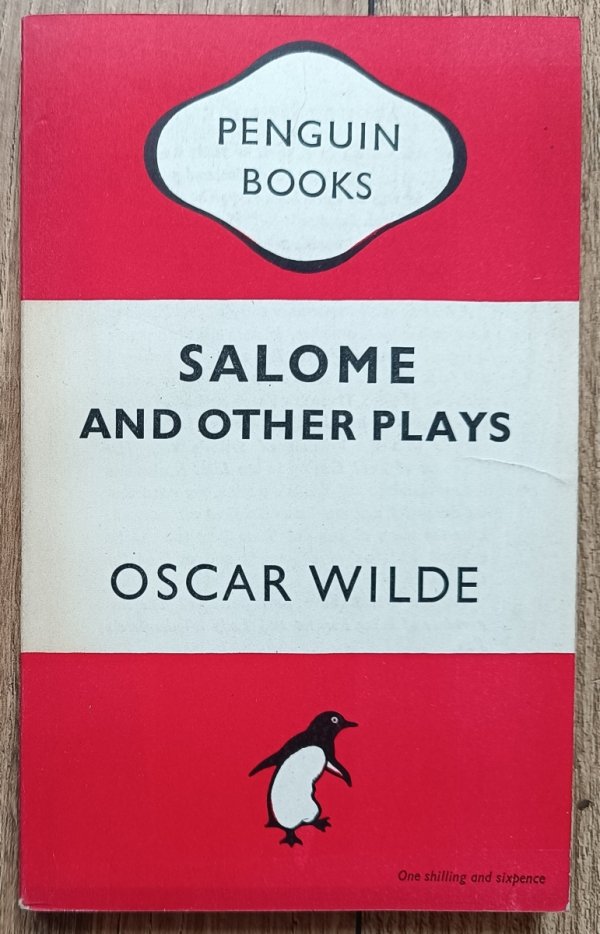 PENGUIN
BOOKS
SALOME
AND OTHER PLAYS
OSCAR WILDE
One shilling and sixpence